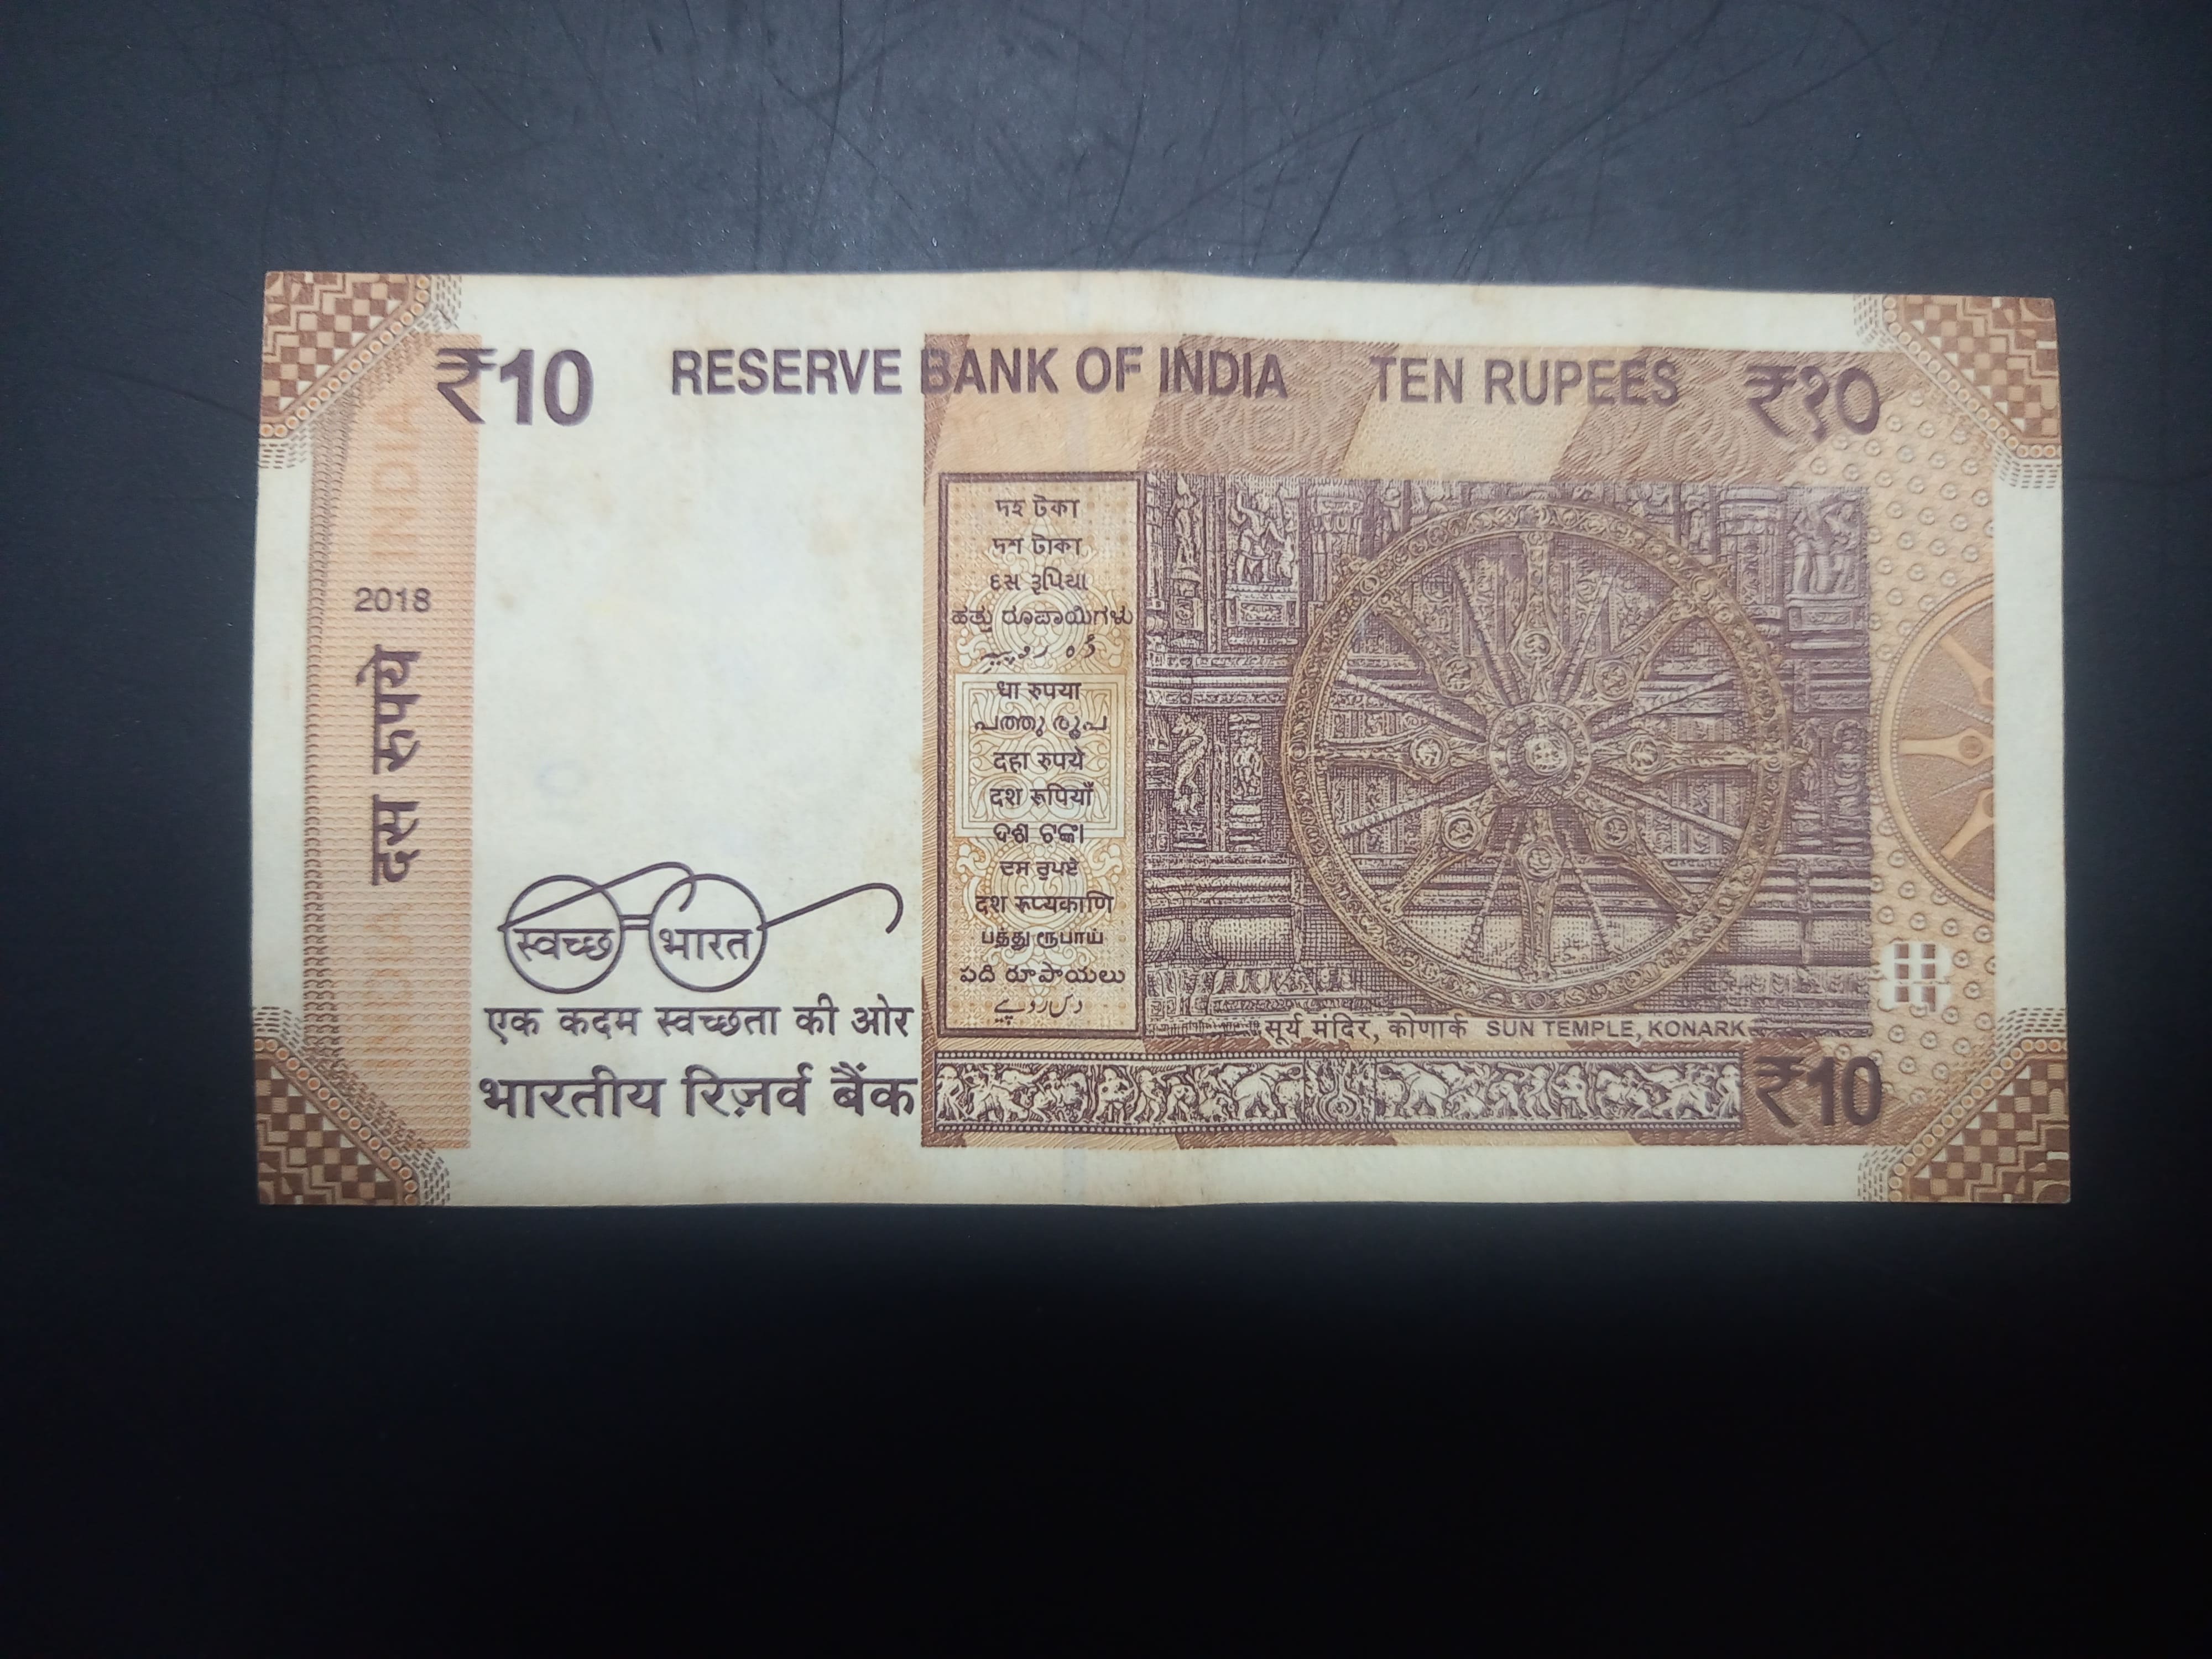 ₹10 RESERVE BANK OF INDIA TEN RUPEES ₹१०
INDIA
2018
दस रुपये
INDIA
দহ টকা
দশ টাকা
દસ રૂપિયા
ಹತ್ತು ರೂಪಾಯಿಗಳು
धा रुपया
പത്തു രൂപ
दहा रुपये
दश रूपियाँ
ଦଶ ଟଙ୍କା
ਦਸ ਰੁਪਏ
दश रूप्यकाणि
பத்து ரூபாய்
పది రూపాయలు
دس روپے
स्वच्छ भारत
एक कदम स्वच्छता की ओर
भारतीय रिज़र्व बैंक
सूर्य मंदिर, कोणार्क SUN TEMPLE, KONARK
₹10